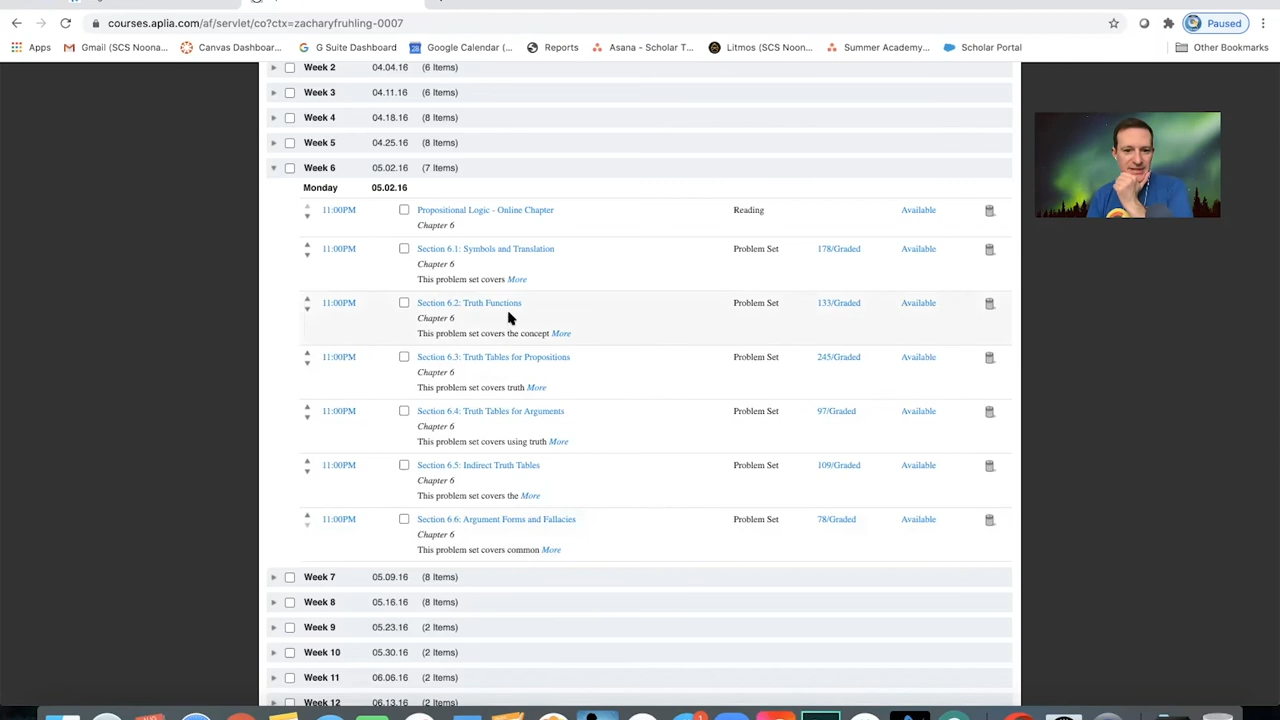 courses.aplia.com/af/servlet/co?ctx=zacharyfruhling-0007
Paused
Apps Gmail (SCS Noona... Canvas Dashboar... G Suite Dashboard Google Calendar (... Reports Asana - Scholar T... Litmos (SCS Noon... Summer Academy... Scholar Portal Other Bookmarks
Week 2 04.04.16 (6 Items)
Week 3 04.11.16 (6 Items)
Week 4 04.18.16 (8 Items)
Week 5 04.25.16 (8 Items)
Week 6 05.02.16 (7 Items)
Monday 05.02.16
11:00PM Propositional Logic - Online Chapter Reading Available
Chapter 6
11:00PM Section 6.1: Symbols and Translation Problem Set 178/Graded Available
Chapter 6
This problem set covers More
11:00PM Section 6.2: Truth Functions Problem Set 133/Graded Available
Chapter 6
This problem set covers the concept More
11:00PM Section 6.3: Truth Tables for Propositions Problem Set 245/Graded Available
Chapter 6
This problem set covers truth More
11:00PM Section 6.4: Truth Tables for Arguments Problem Set 97/Graded Available
Chapter 6
This problem set covers using truth More
11:00PM Section 6.5: Indirect Truth Tables Problem Set 109/Graded Available
Chapter 6
This problem set covers the More
11:00PM Section 6.6: Argument Forms and Fallacies Problem Set 78/Graded Available
Chapter 6
This problem set covers common More
Week 7 05.09.16 (8 Items)
Week 8 05.16.16 (8 Items)
Week 9 05.23.16 (2 Items)
Week 10 05.30.16 (2 Items)
Week 11 06.06.16 (2 Items)
Week 12 06.13.16 (2 Items)